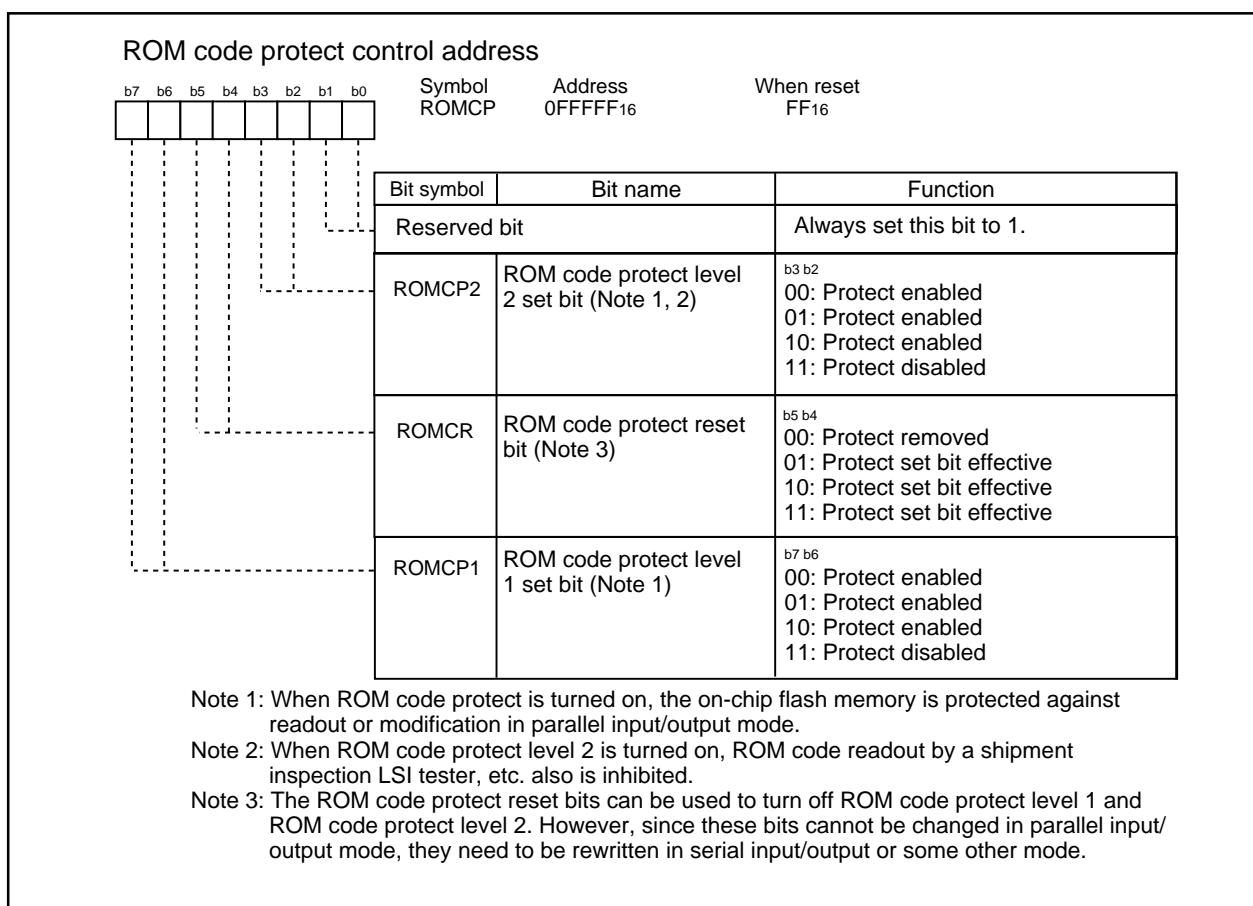 ROM code protect control address
b7 b6 b5 b4 b3 b2 b1 b0
Symbol Address When reset
ROMCP 0FFFFF16 FF16
Bit symbol Bit name Function
Reserved bit Always set this bit to 1.
ROMCP2 ROM code protect level
2 set bit (Note 1, 2)
b3 b2
00: Protect enabled
01: Protect enabled
10: Protect enabled
11: Protect disabled
ROMCR ROM code protect reset
bit (Note 3)
b5 b4
00: Protect removed
01: Protect set bit effective
10: Protect set bit effective
11: Protect set bit effective
ROMCP1 ROM code protect level
1 set bit (Note 1)
b7 b6
00: Protect enabled
01: Protect enabled
10: Protect enabled
11: Protect disabled
Note 1: When ROM code protect is turned on, the on-chip flash memory is protected against
readout or modification in parallel input/output mode.
Note 2: When ROM code protect level 2 is turned on, ROM code readout by a shipment
inspection LSI tester, etc. also is inhibited.
Note 3: The ROM code protect reset bits can be used to turn off ROM code protect level 1 and
ROM code protect level 2. However, since these bits cannot be changed in parallel input/
output mode, they need to be rewritten in serial input/output or some other mode.